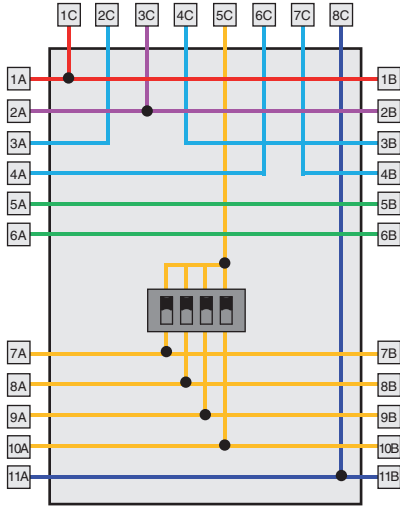 1C 2C 3C 4C 5C 6C 7C 8C
1A 1B
2A 2B
3A 3B
4A 4B
5A 5B
6A 6B
7A 7B
8A 8B
9A 9B
10A 10B
11A 11B